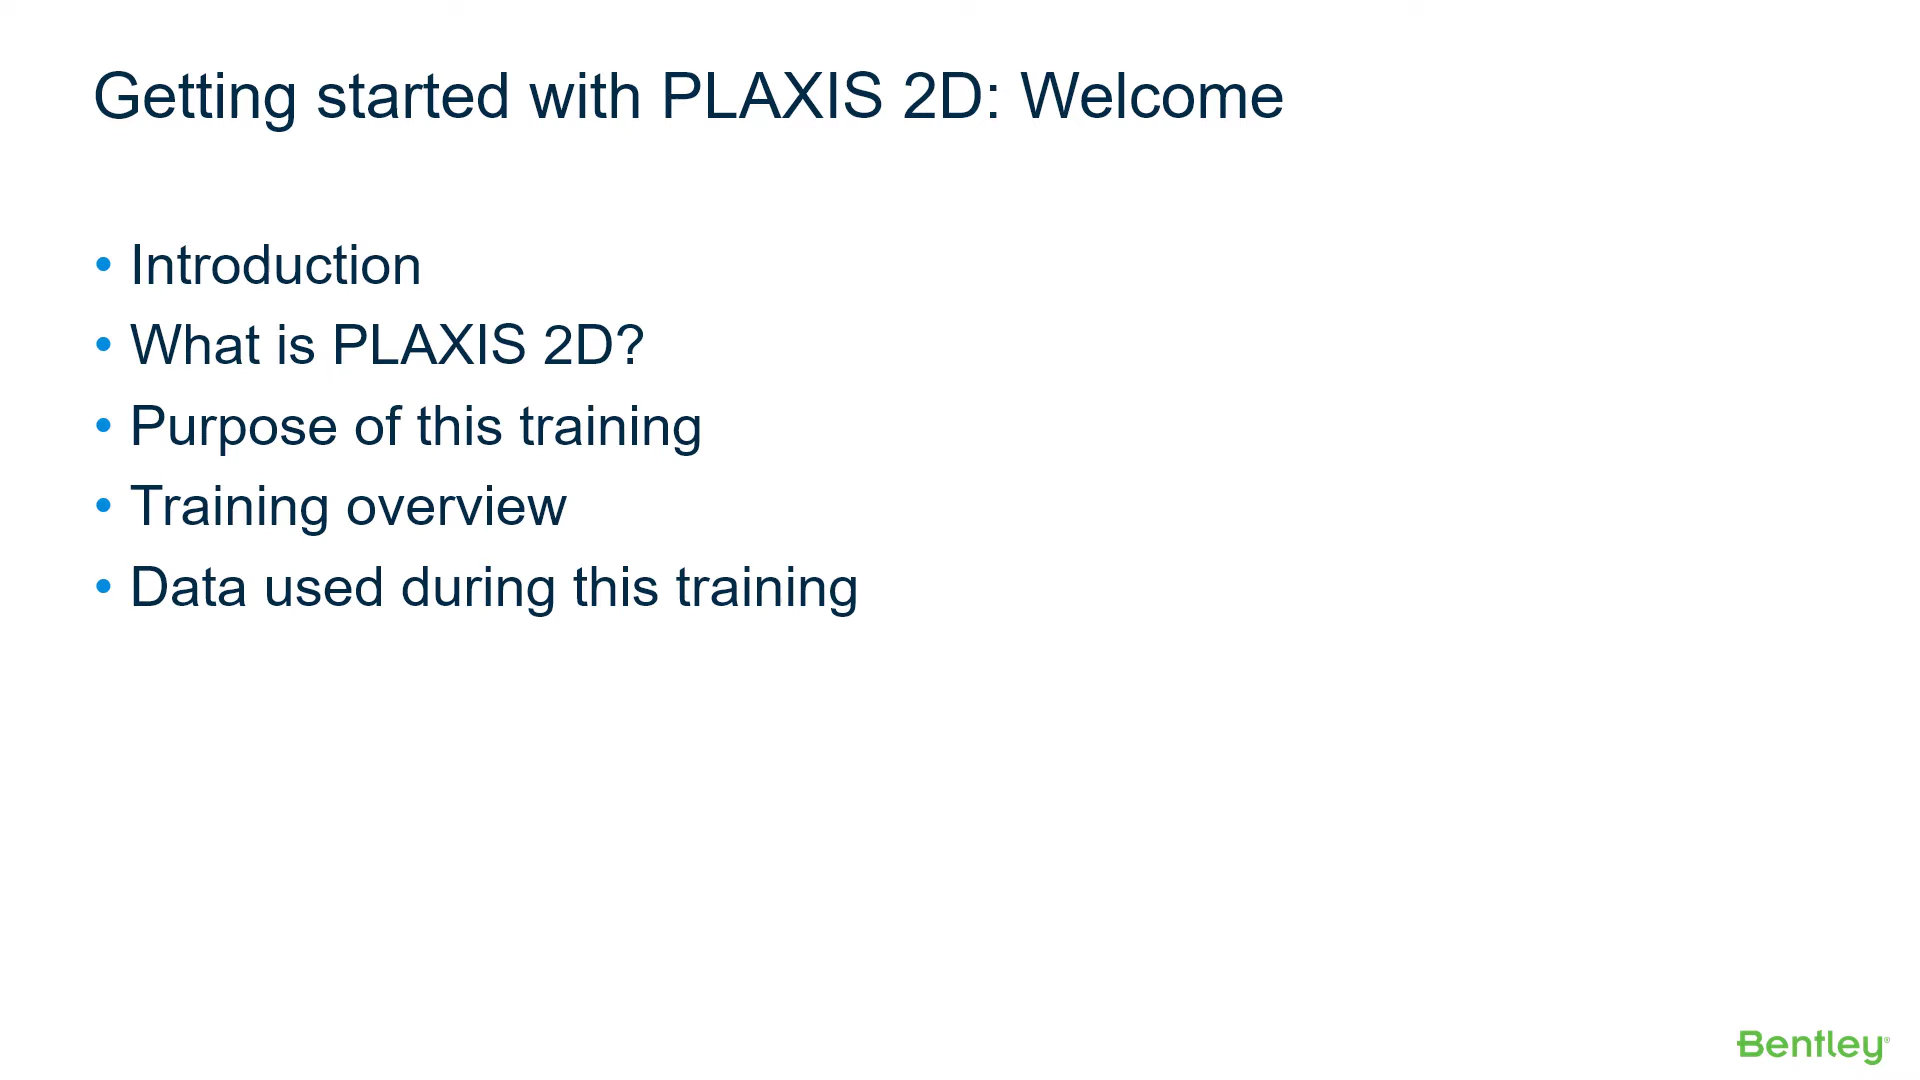 Getting started with PLAXIS 2D: Welcome
• Introduction
• What is PLAXIS 2D?
• Purpose of this training
• Training overview
• Data used during this training
Bentley®